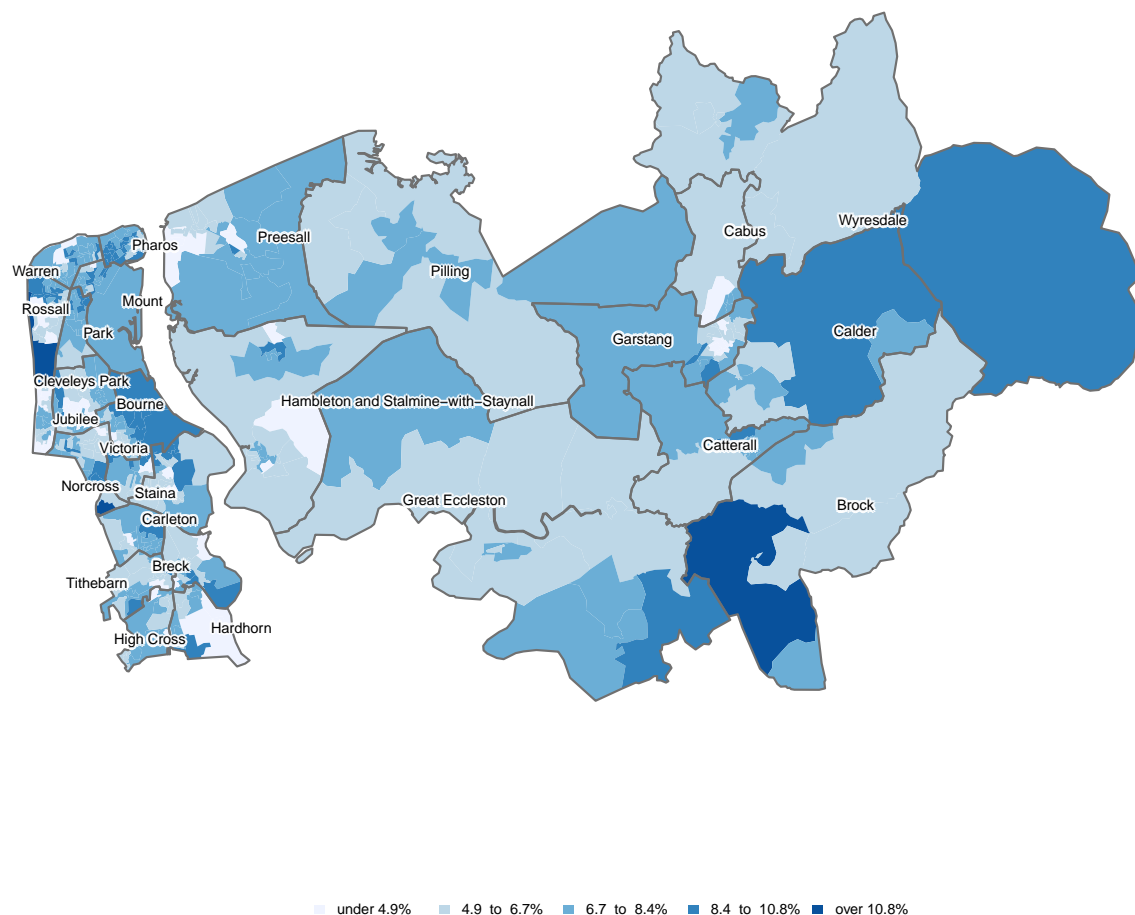 Wyresdale
Cabus
Preesall
Pharos
Pilling
Warren
Mount
Rossall
Park
Calder
Garstang
Cleveleys Park
Hambleton and Stalmine−with−Staynall
Bourne
Jubilee
Catterall
Victoria
Norcross
Staina
Great Eccleston
Brock
Carleton
Breck
Tithebarn
Hardhorn
High Cross
under 4.9% 4.9 to 6.7% 6.7 to 8.4% 8.4 to 10.8% over 10.8%